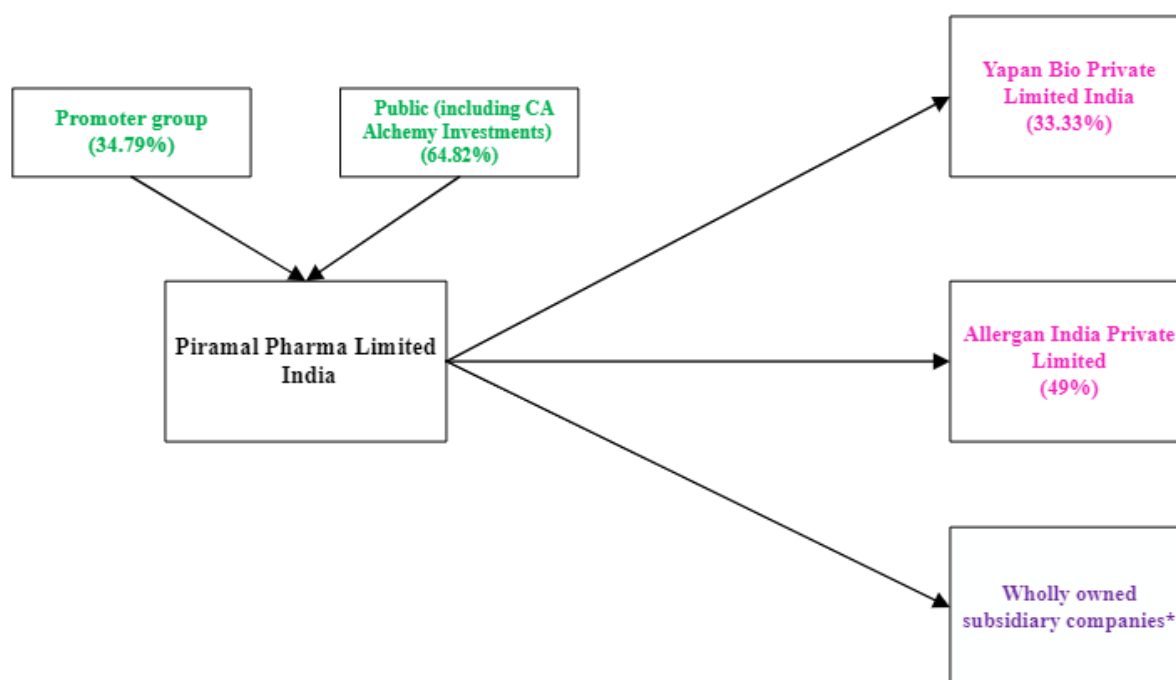 Promoter group
(34.79%)
Public (including CA
Alchemy Investments)
(64.82%)
Piramal Pharma Limited
India
Yapan Bio Private
Limited India
(33.33%)
Allergan India Private
Limited
(49%)
Wholly owned
subsidiary companies*